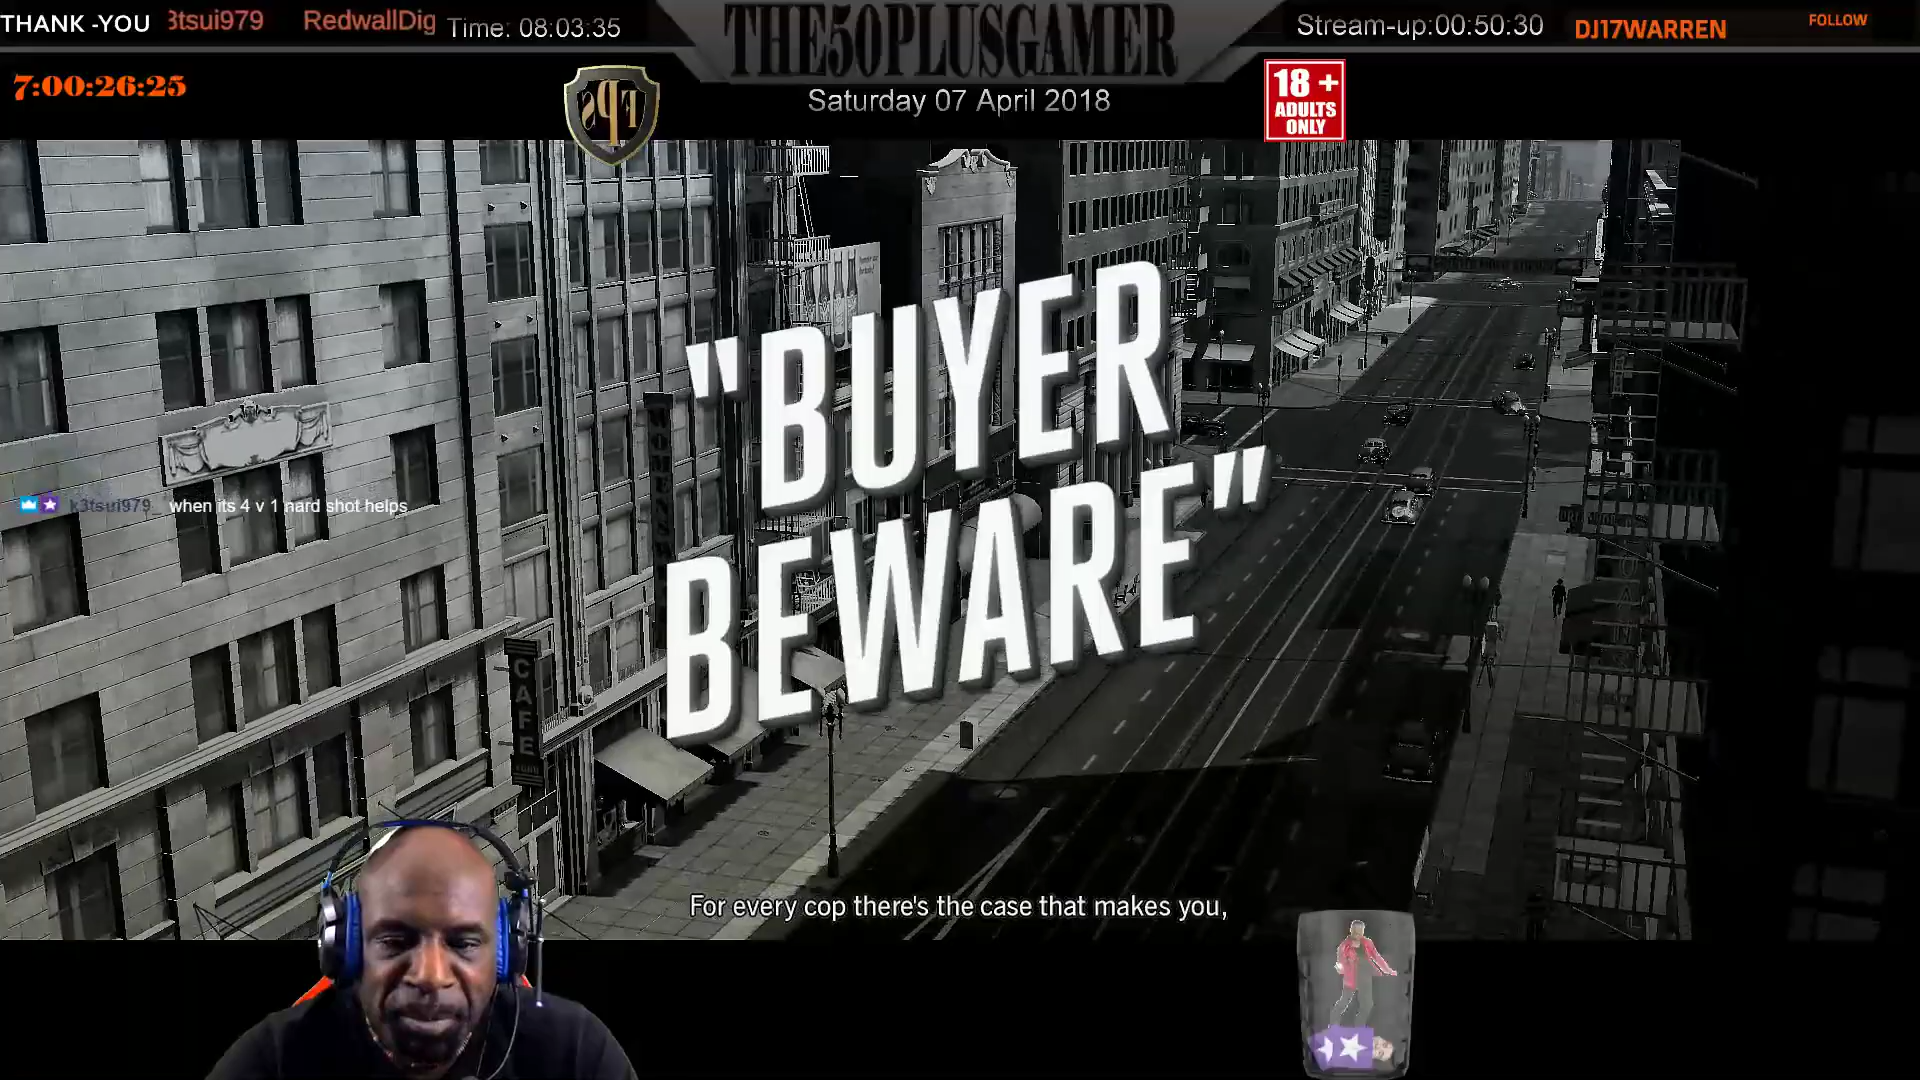 THANK -YOU
3tsui979 RedwallDig
Time: 08:03:35
THE50PLUSGAMER
Stream-up:00:50:30
DJ17WARREN
FOLLOW
7:00:26:25
Saturday 07 April 2018
18 +
ADULTS
ONLY
"BUYER
BEWARE"
k3tsui979 when its 4 v 1 hard shot helps
CAFE
For every cop there's the case that makes you,